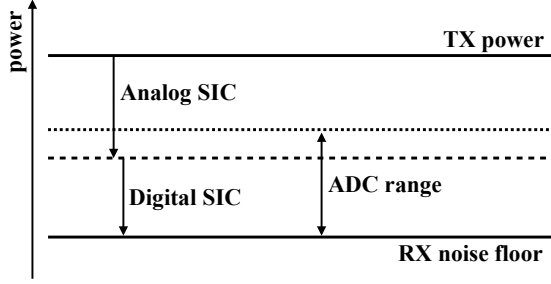 power
TX power
Analog SIC
ADC range
Digital SIC
RX noise floor